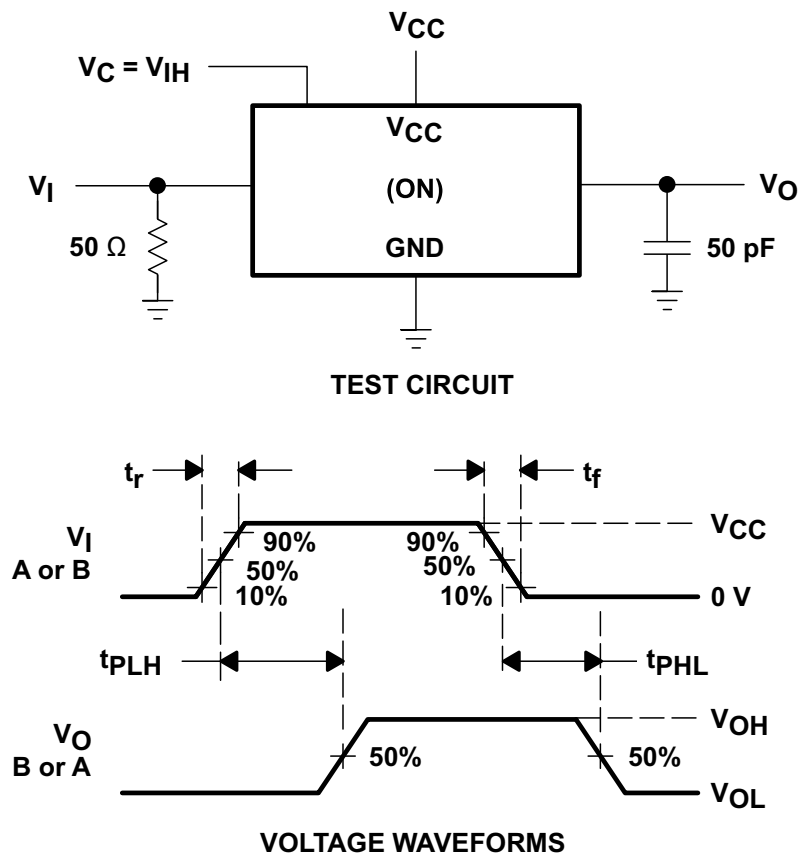 VCC
VC = VIH
VCC
VI
(ON)
VO
50 Ω
GND
50 pF
TEST CIRCUIT
tr
tf
VI
A or B
90%
90%
VCC
50%
50%
10%
10%
0 V
tPLH
tPHL
VO
B or A
50%
50%
VOH
VOL
VOLTAGE WAVEFORMS